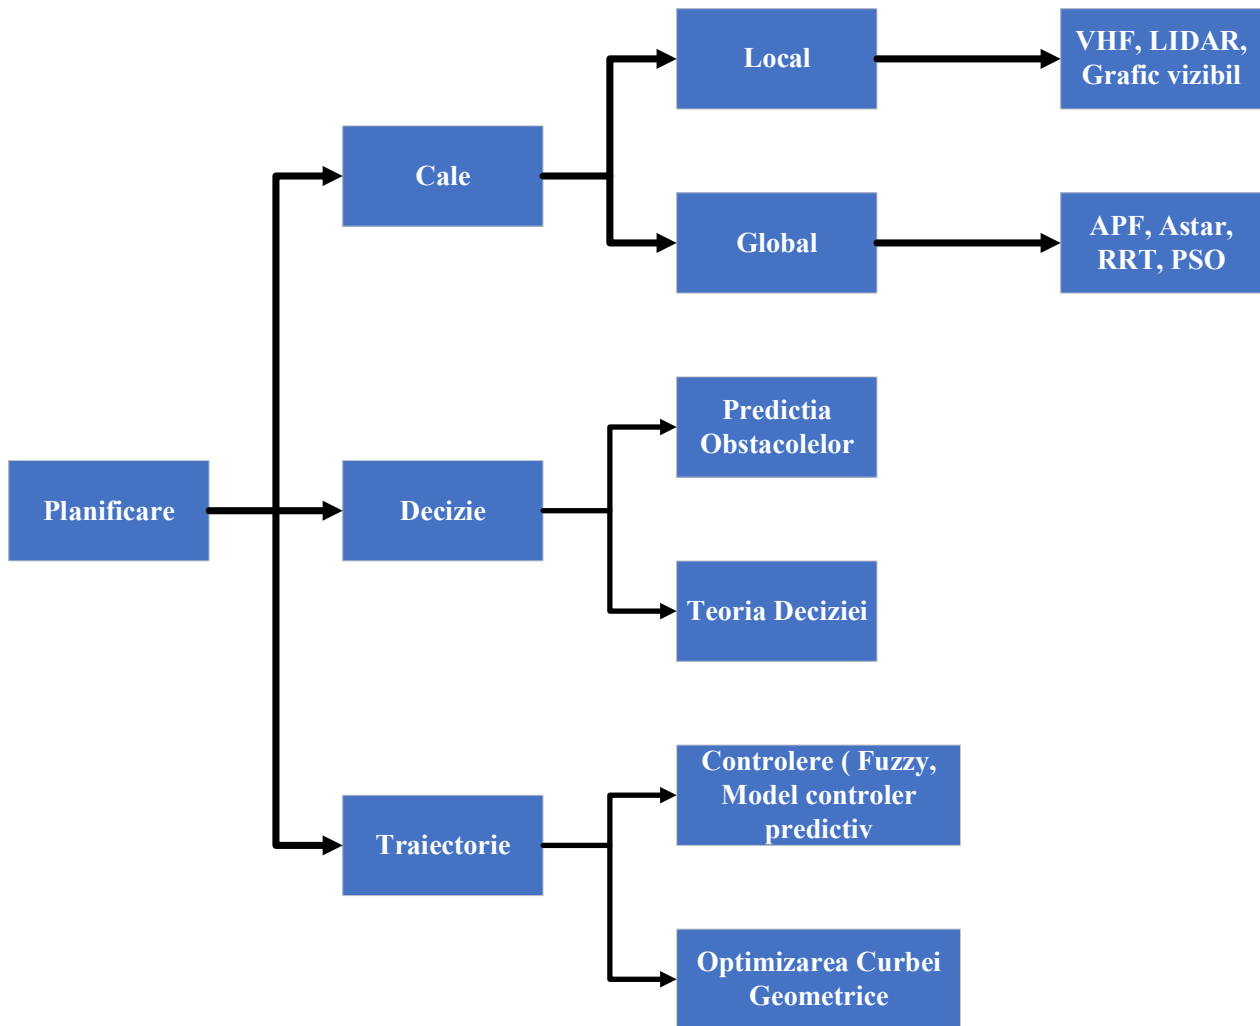 Local
VHF, LIDAR,
Grafic vizibil
Cale
Global
APF, Astar,
RRT, PSO
Predictia
Obstacolelor
Planificare
Decizie
Teoria Deciziei
Controlere ( Fuzzy,
Model controler
predictiv
Traiectorie
Optimizarea Curbei
Geometrice